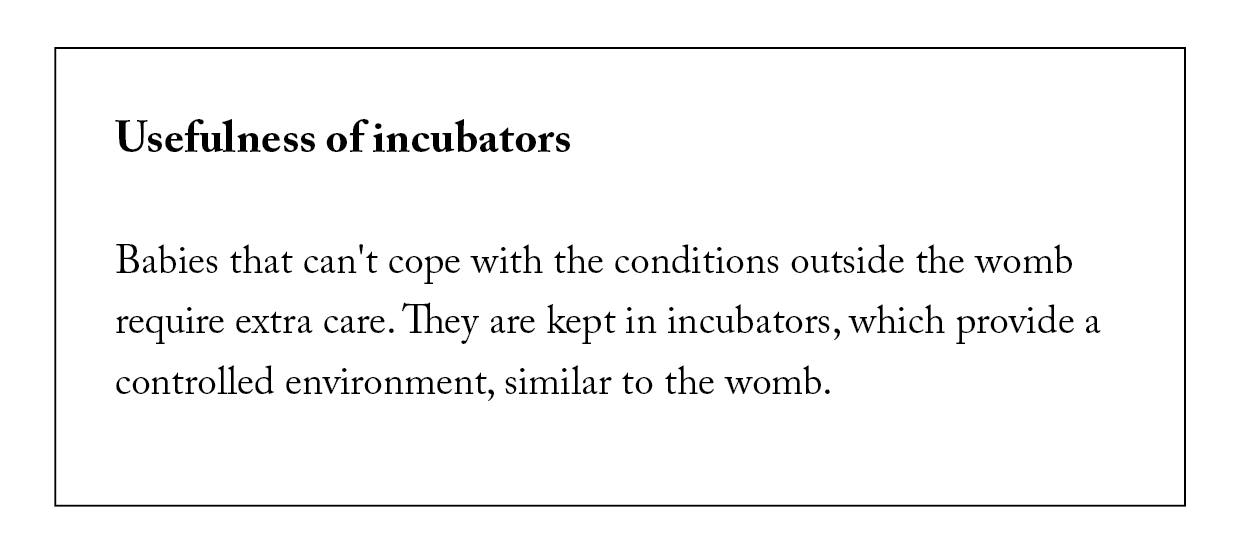 Usefulness of incubators
Babies that can't cope with the conditions outside the womb
require extra care. They are kept in incubators, which provide a
controlled environment, similar to the womb.